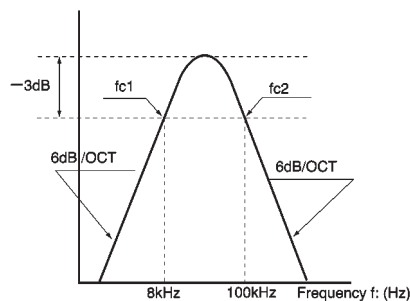 −3dB
fc1
fc2
6dB/OCT
6dB/OCT
8kHz
100kHz
Frequency f: (Hz)